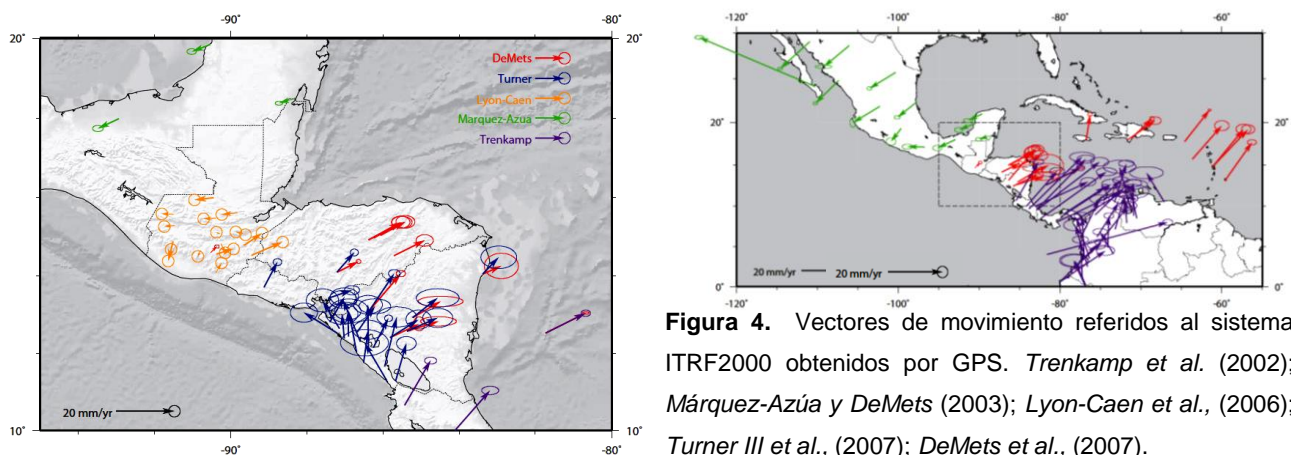 -90˚
-80˚
20˚
20˚
DeMets
Turner
Lyon-Caen
Marquez-Azua
Trenkamp
20 mm/yr
10˚
10˚
-90˚
-80˚
-120˚
-100˚
-80˚
-60˚
20˚
20˚
0˚
0˚
20 mm/yr
20 mm/yr
-120˚
-100˚
-80˚
-60˚
Figura 4. Vectores de movimiento referidos al sistema
ITRF2000 obtenidos por GPS. Trenkamp et al. (2002);
Márquez-Azúa y DeMets (2003); Lyon-Caen et al., (2006);
Turner III et al., (2007); DeMets et al., (2007).